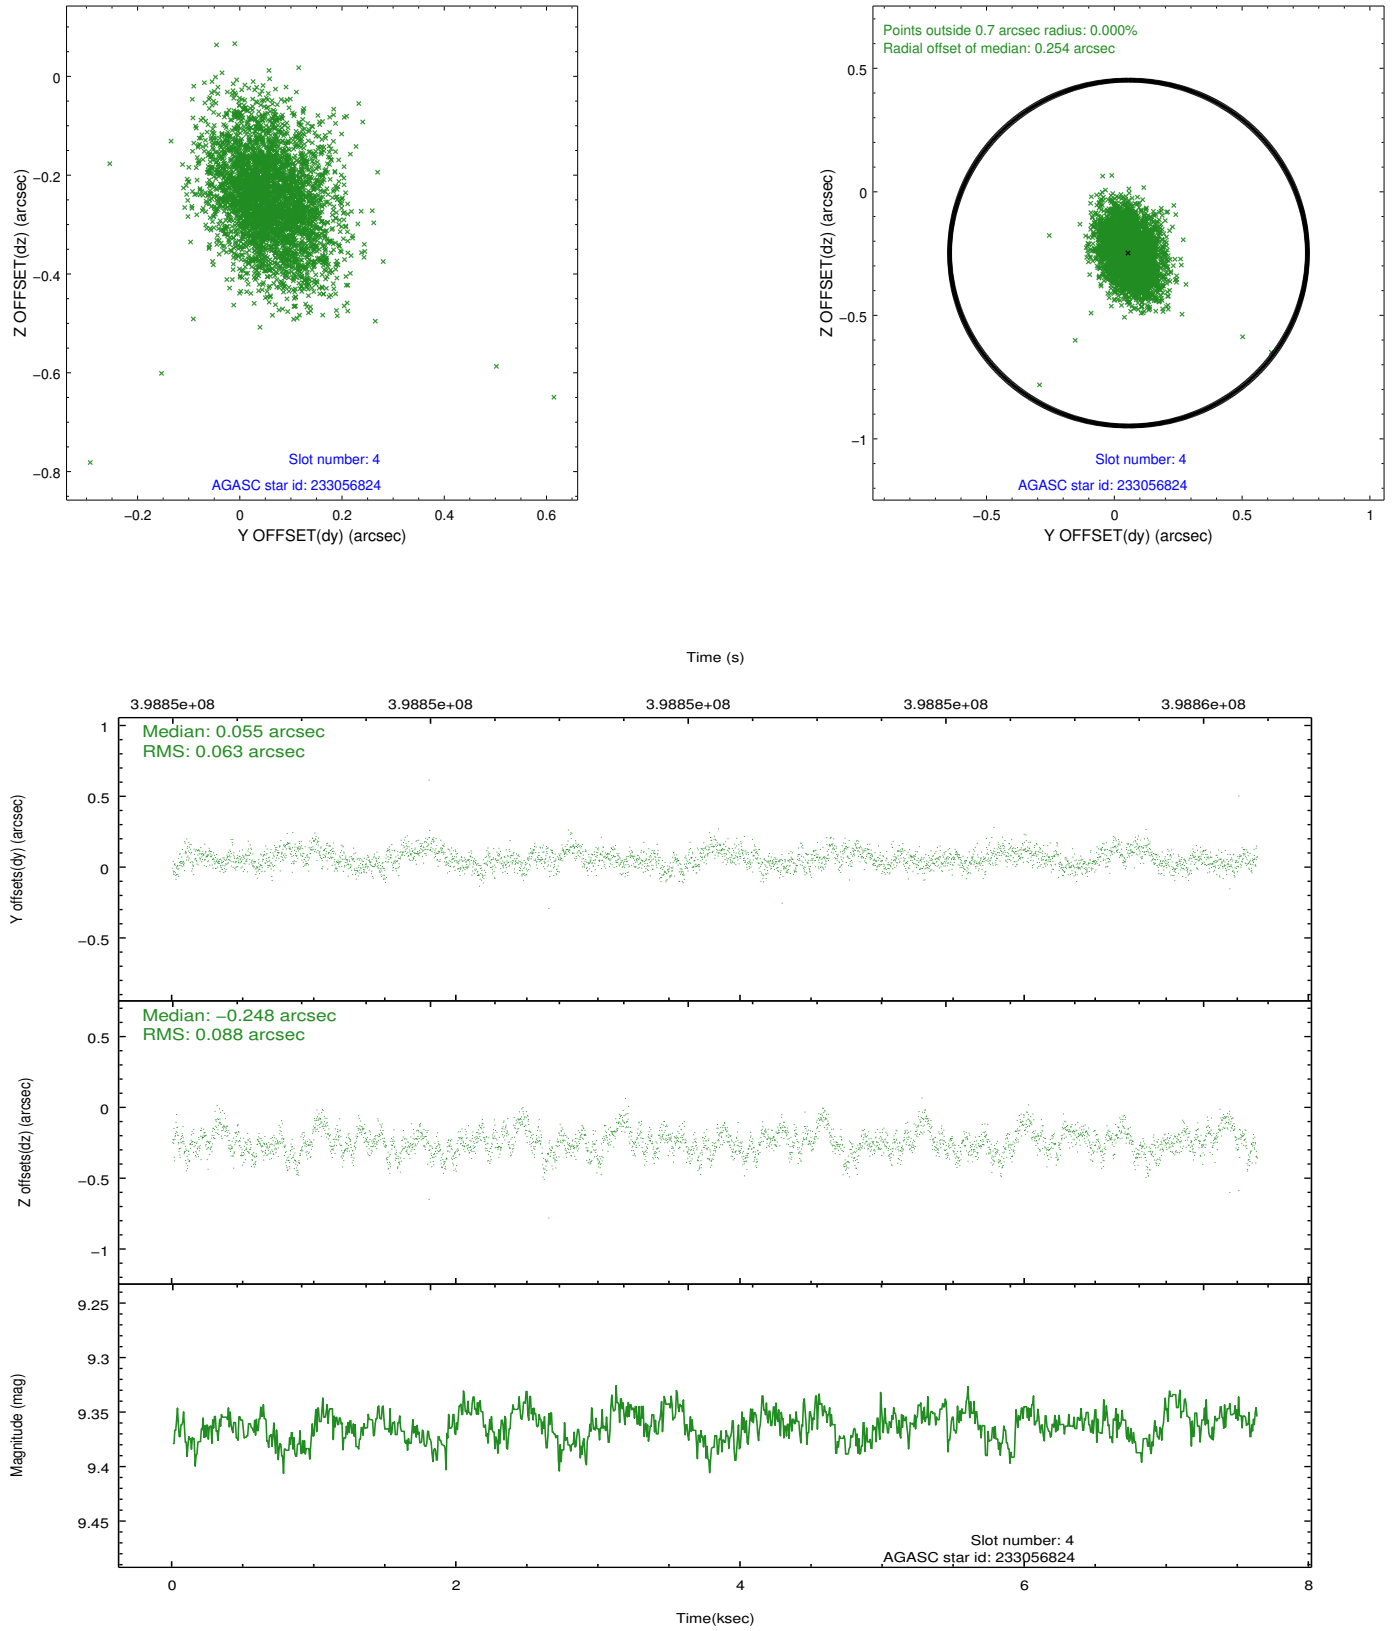 Z OFFSET(dz) (arcsec)
0
−0.2
−0.4
−0.6
−0.8
Slot number: 4
AGASC star id: 233056824
−0.2
0
0.2
0.4
0.6
Y OFFSET(dy) (arcsec)
Points outside 0.7 arcsec radius: 0.000%
Radial offset of median: 0.254 arcsec
Z OFFSET(dz) (arcsec)
0.5
0
−0.5
−1
Slot number: 4
AGASC star id: 233056824
−0.5
0
0.5
1
Y OFFSET(dy) (arcsec)
Time (s)
3.9885e+08
3.9885e+08
3.9885e+08
3.9885e+08
3.9886e+08
Median: 0.055 arcsec
RMS: 0.063 arcsec
Y offsets(dy) (arcsec)
1
0.5
0
−0.5
Median: −0.248 arcsec
RMS: 0.088 arcsec
Z offsets(dz) (arcsec)
0.5
0
−0.5
−1
Magnitude (mag)
9.25
9.3
9.35
9.4
9.45
Slot number: 4
AGASC star id: 233056824
0
2
4
6
8
Time(ksec)